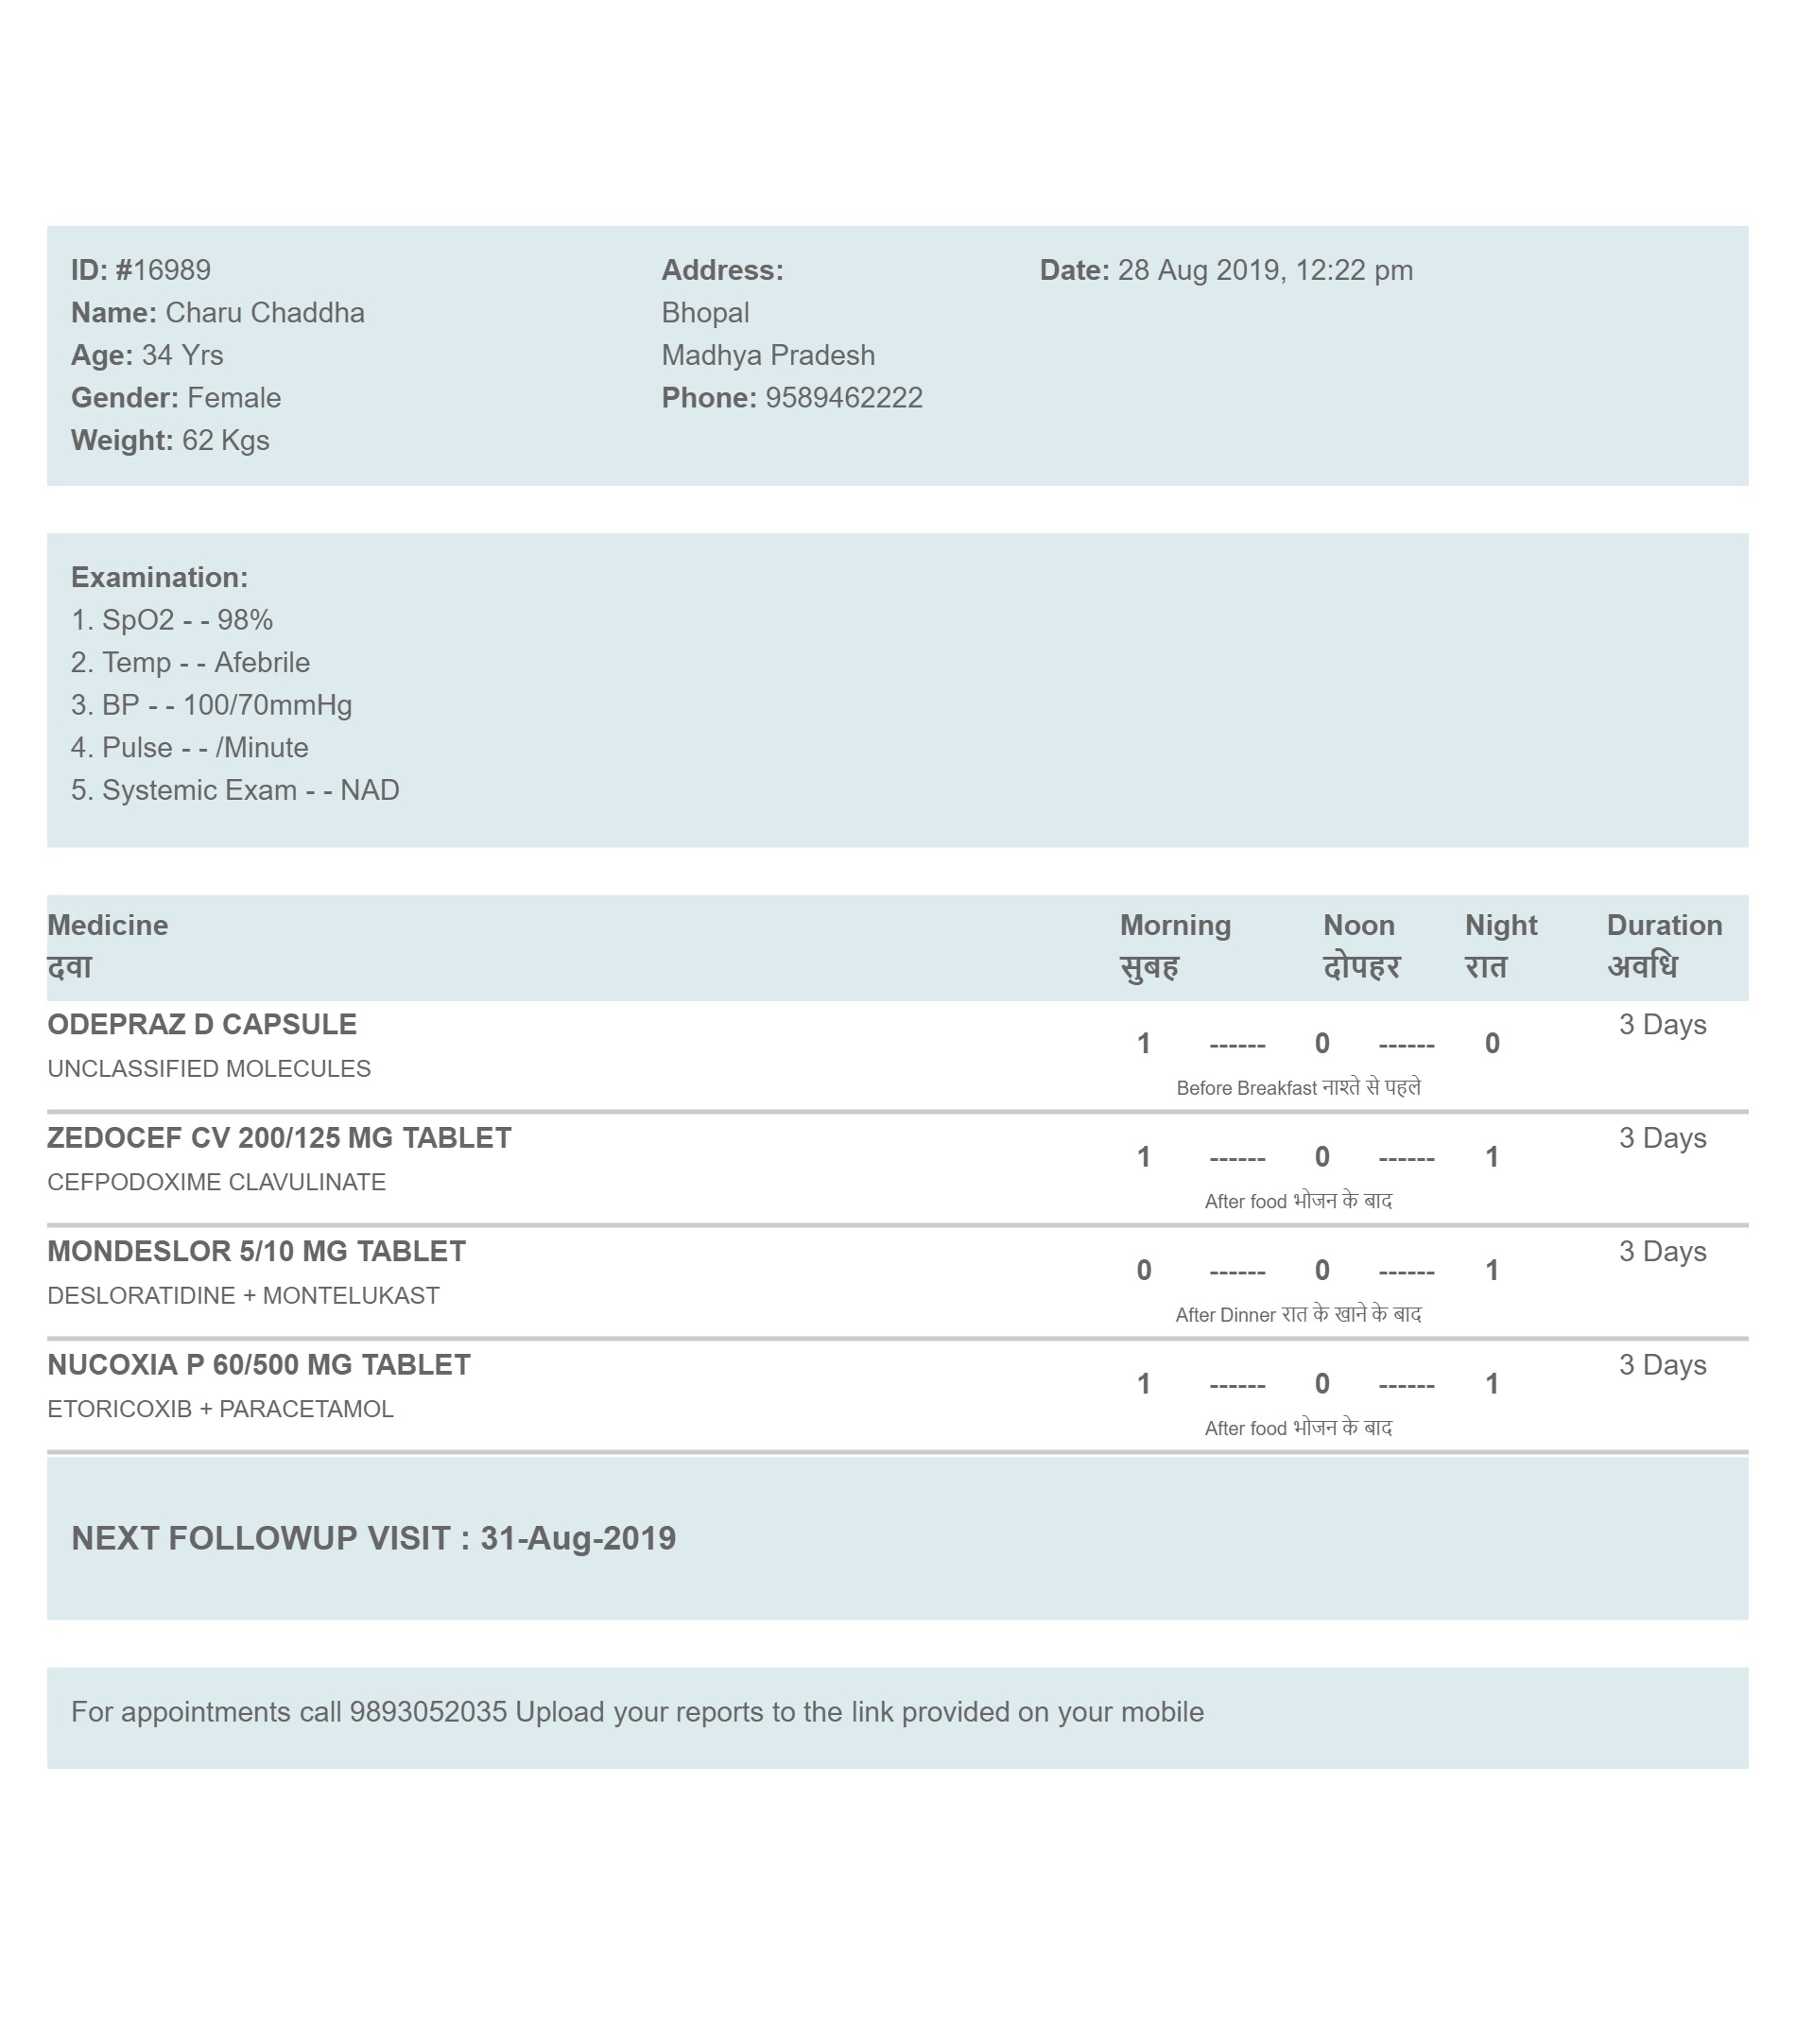 ID: #16989
Name: Charu Chaddha
Age: 34 Yrs
Gender: Female
Weight: 62 Kgs
Address:
Bhopal
Madhya Pradesh
Phone: 9589462222
Date: 28 Aug 2019, 12:22 pm
Examination:
1. SpO2 - - 98%
2. Temp - - Afebrile
3. BP - - 100/70mmHg
4. Pulse - - /Minute
5. Systemic Exam - - NAD
Medicine Morning Noon Night Duration
दवा सुबह दोपहर रात अवधि
ODEPRAZ D CAPSULE 3 Days
1 ------ 0 ------ 0
UNCLASSIFIED MOLECULES
Before Breakfast नाश्ते से पहले
ZEDOCEF CV 200/125 MG TABLET 3 Days
1 ------ 0 ------ 1
CEFPODOXIME CLAVULINATE
After food भोजन के बाद
MONDESLOR 5/10 MG TABLET 3 Days
0 ------ 0 ------ 1
DESLORATIDINE + MONTELUKAST
After Dinner रात के खाने के बाद
NUCOXIA P 60/500 MG TABLET 3 Days
1 ------ 0 ------ 1
ETORICOXIB + PARACETAMOL
After food भोजन के बाद
NEXT FOLLOWUP VISIT : 31-Aug-2019
For appointments call 9893052035 Upload your reports to the link provided on your mobile